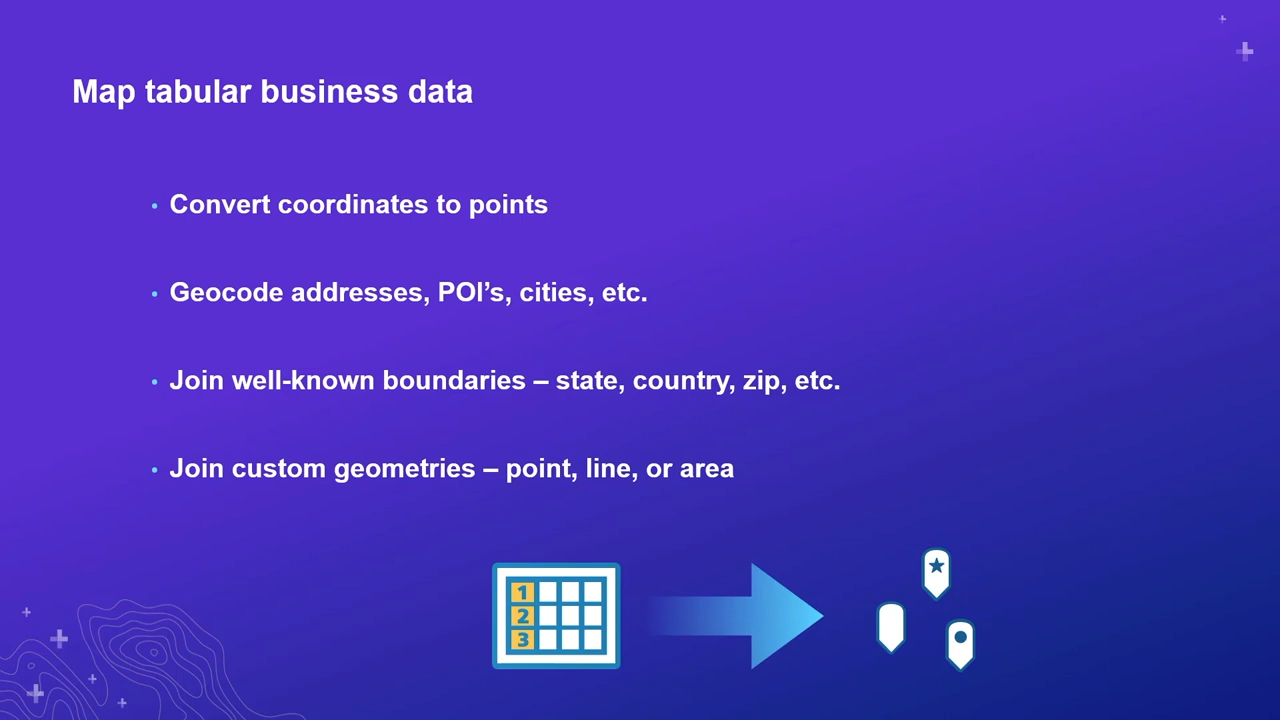 Map tabular business data
• Convert coordinates to points
• Geocode addresses, POI’s, cities, etc.
• Join well-known boundaries – state, country, zip, etc.
• Join custom geometries – point, line, or area
1
2
3